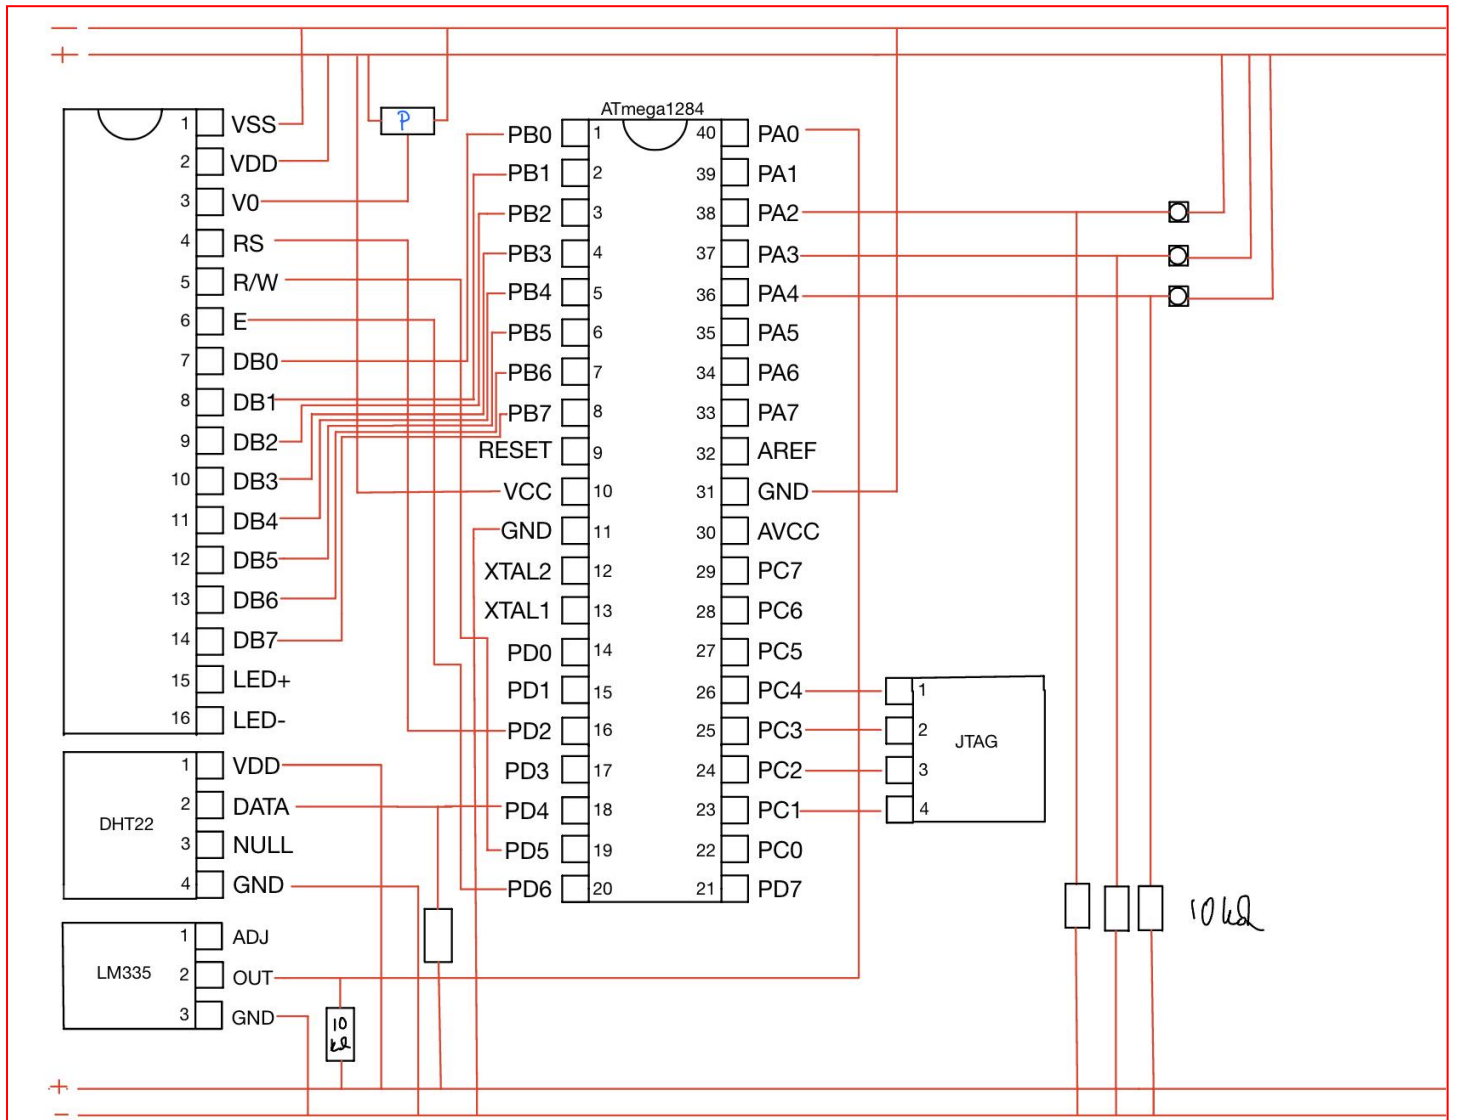 −
+
ATmega1284
1 VSS
2 VDD
3 V0
4 RS
5 R/W
6 E
7 DB0
8 DB1
9 DB2
10 DB3
11 DB4
12 DB5
13 DB6
14 DB7
15 LED+
16 LED-
P
PB0 1
PB1 2
PB2 3
PB3 4
PB4 5
PB5 6
PB6 7
PB7 8
RESET 9
VCC 10
GND 11
XTAL2 12
XTAL1 13
PD0 14
PD1 15
PD2 16
PD3 17
PD4 18
PD5 19
PD6 20
40 PA0
39 PA1
38 PA2
37 PA3
36 PA4
35 PA5
34 PA6
33 PA7
32 AREF
31 GND
30 AVCC
29 PC7
28 PC6
27 PC5
26 PC4
25 PC3
24 PC2
23 PC1
22 PC0
21 PD7
JTAG
1
2
3
4
DHT22
1 VDD
2 DATA
3 NULL
4 GND
LM335
1 ADJ
2 OUT
3 GND
10
kΩ
10kΩ
+
−